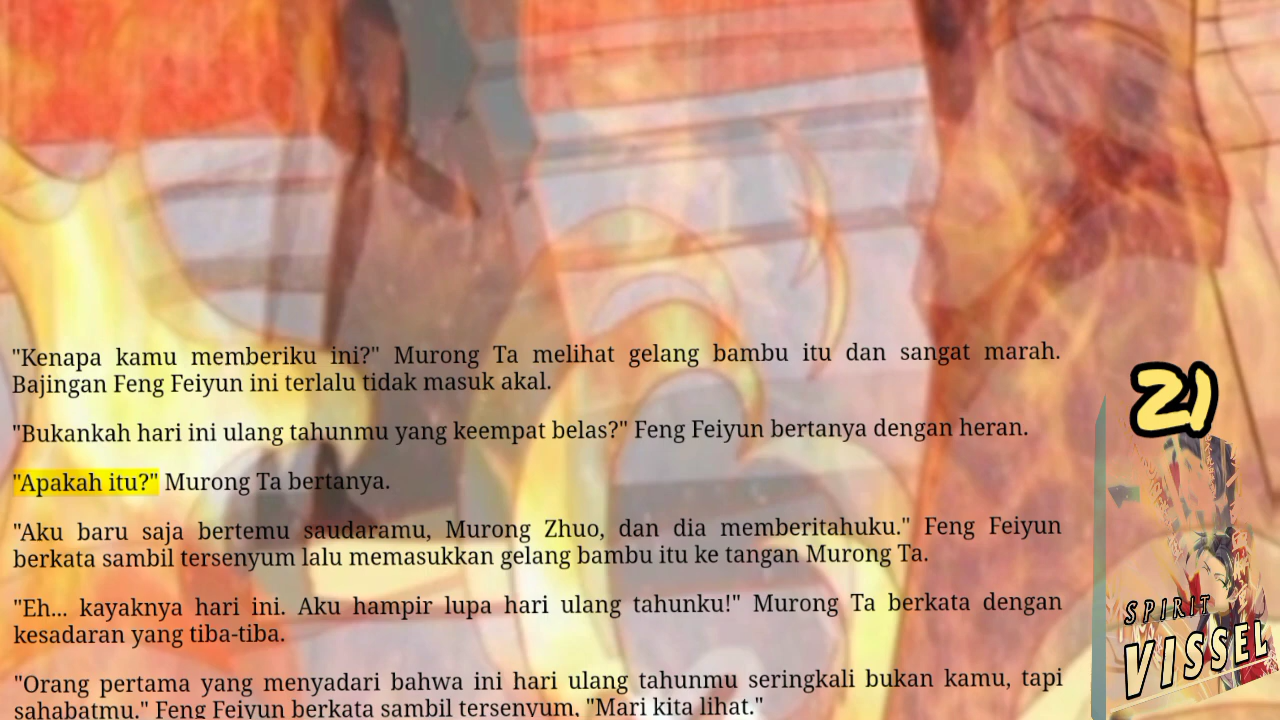 "Kenapa kamu memberiku ini?" Murong Ta melihat gelang bambu itu dan sangat marah.
Bajingan Feng Feiyun ini terlalu tidak masuk akal.
"Bukankah hari ini ulang tahunmu yang keempat belas?" Feng Feiyun bertanya dengan heran.
"Apakah itu?" Murong Ta bertanya.
"Aku baru saja bertemu saudaramu, Murong Zhuo, dan dia memberitahuku." Feng Feiyun
berkata sambil tersenyum lalu memasukkan gelang bambu itu ke tangan Murong Ta.
"Eh... kayaknya hari ini. Aku hampir lupa hari ulang tahunku!" Murong Ta berkata dengan
kesadaran yang tiba-tiba.
"Orang pertama yang menyadari bahwa ini hari ulang tahunmu seringkali bukan kamu, tapi
sahabatmu." Feng Feiyun berkata sambil tersenyum, "Mari kita lihat."
21
SPIRIT
VISSEL